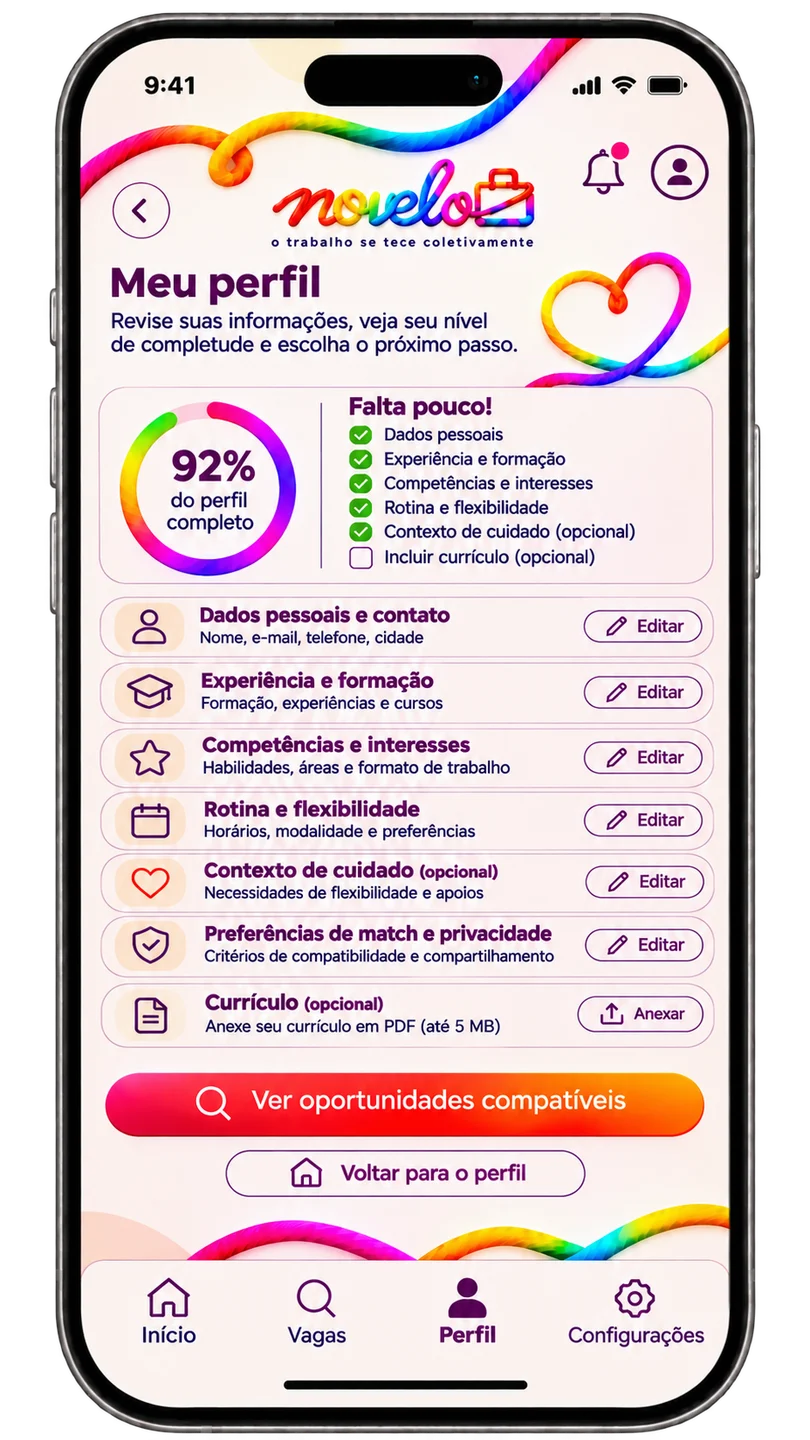 9:41
novelo
o trabalho se tece coletivamente
Meu perfil
Revise suas informações, veja seu nível
de completude e escolha o próximo passo.
92%
do perfil
completo
Falta pouco!
Dados pessoais
Experiência e formação
Competências e interesses
Rotina e flexibilidade
Contexto de cuidado (opcional)
Incluir currículo (opcional)
Dados pessoais e contato
Nome, e-mail, telefone, cidade
Editar
Experiência e formação
Formação, experiências e cursos
Editar
Competências e interesses
Habilidades, áreas e formato de trabalho
Editar
Rotina e flexibilidade
Horários, modalidade e preferências
Editar
Contexto de cuidado (opcional)
Necessidades de flexibilidade e apoios
Editar
Preferências de match e privacidade
Critérios de compatibilidade e compartilhamento
Editar
Currículo (opcional)
Anexe seu currículo em PDF (até 5 MB)
Anexar
Ver oportunidades compatíveis
Voltar para o perfil
Início
Vagas
Perfil
Configurações